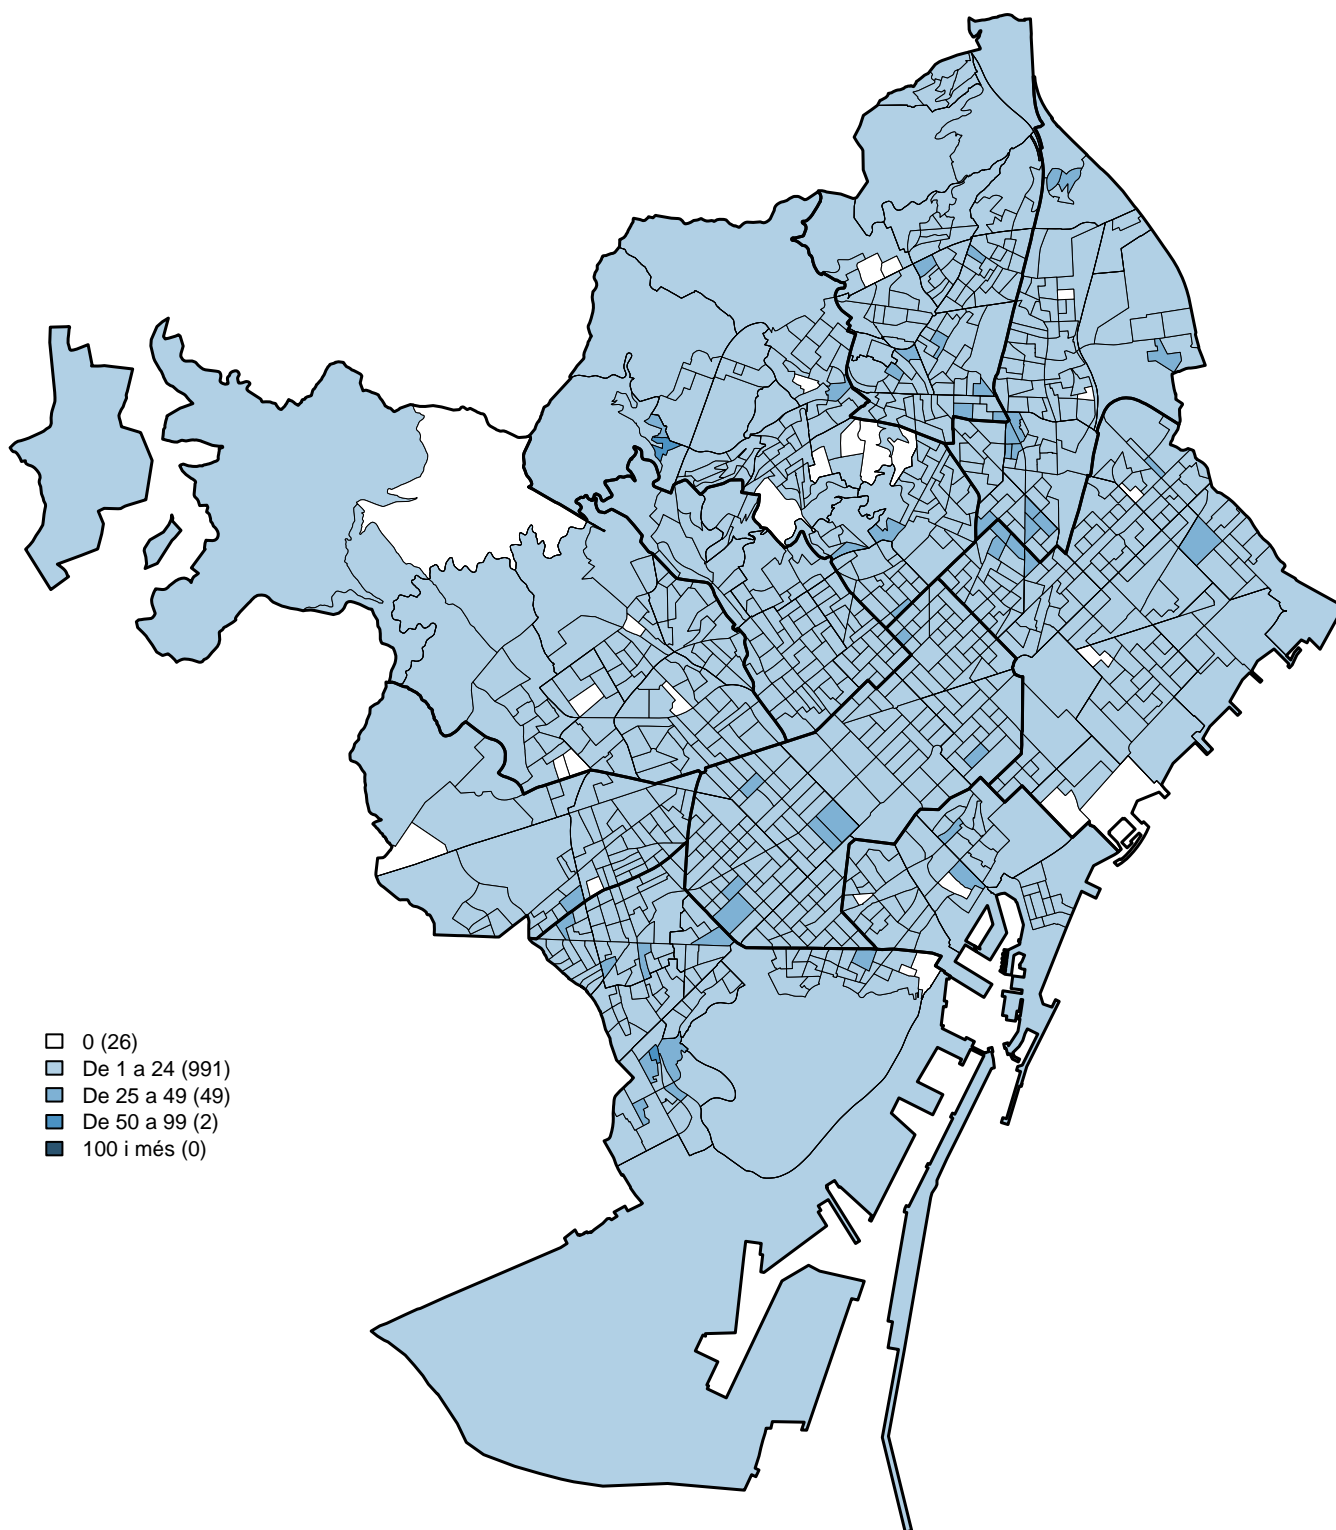 0 (26)
De 1 a 24 (991)
De 25 a 49 (49)
De 50 a 99 (2)
100 i més (0)